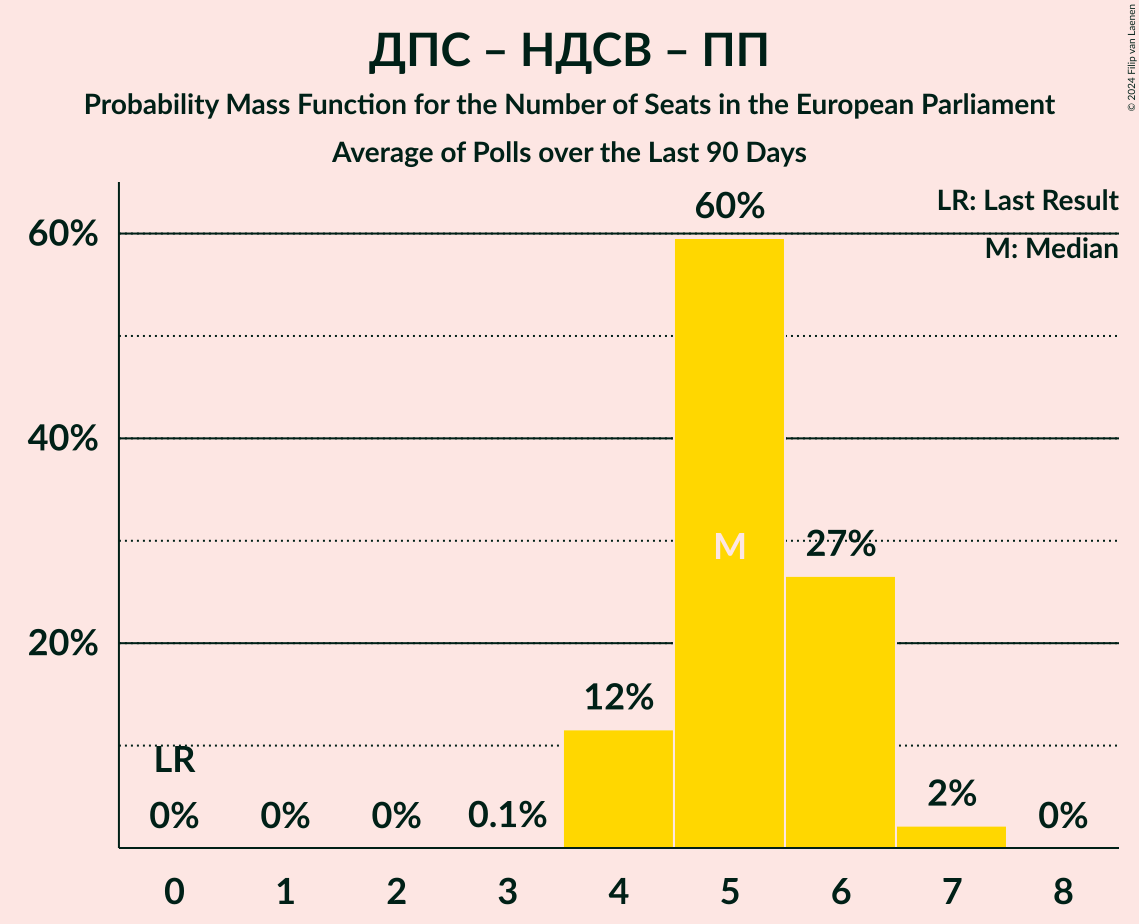 ДПС – НДСВ – ПП
Probability Mass Function for the Number of Seats in the European Parliament
Average of Polls over the Last 90 Days
© 2024 Filip van Laenen
LR: Last Result
M: Median
60%
40%
20%
60%
M
27%
12%
LR
0%
0%
0%
0.1%
2%
0%
0 1 2 3 4 5 6 7 8